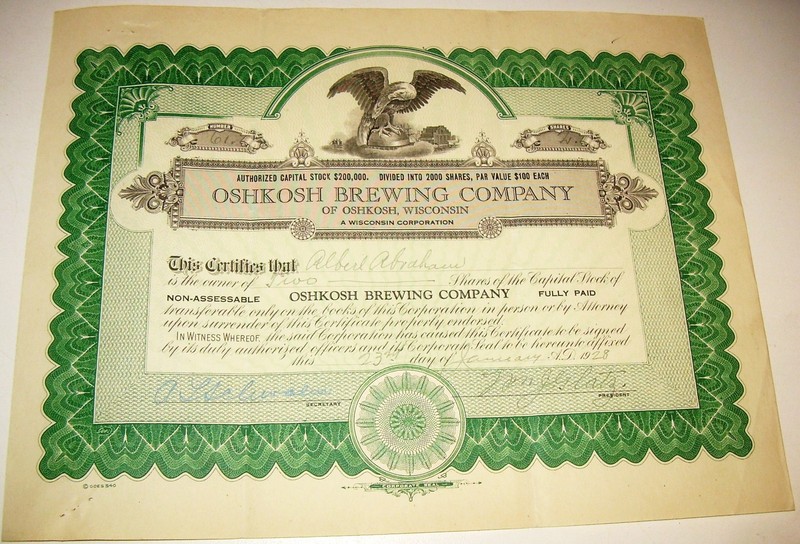 NUMBER
SHARES
AUTHORIZED CAPITAL STOCK $200,000. DIVIDED INTO 2000 SHARES, PAR VALUE $100 EACH
OSHKOSH BREWING COMPANY
OF OSHKOSH, WISCONSIN
A WISCONSIN CORPORATION
This Certifies that Albert Abraham
is the owner of Two Shares of the Capital Stock of
NON-ASSESSABLE OSHKOSH BREWING COMPANY FULLY PAID
transferable only on the books of this Corporation in person or by Attorney
upon surrender of this Certificate properly endorsed.
IN WITNESS WHEREOF, the said Corporation has caused this Certificate to be signed
by its duly authorized officers and its Corporate Seal to be hereunto affixed
this 23rd day of January A.D. 1928
SECRETARY
PRESIDENT
CORPORATE SEAL
© GOES 540